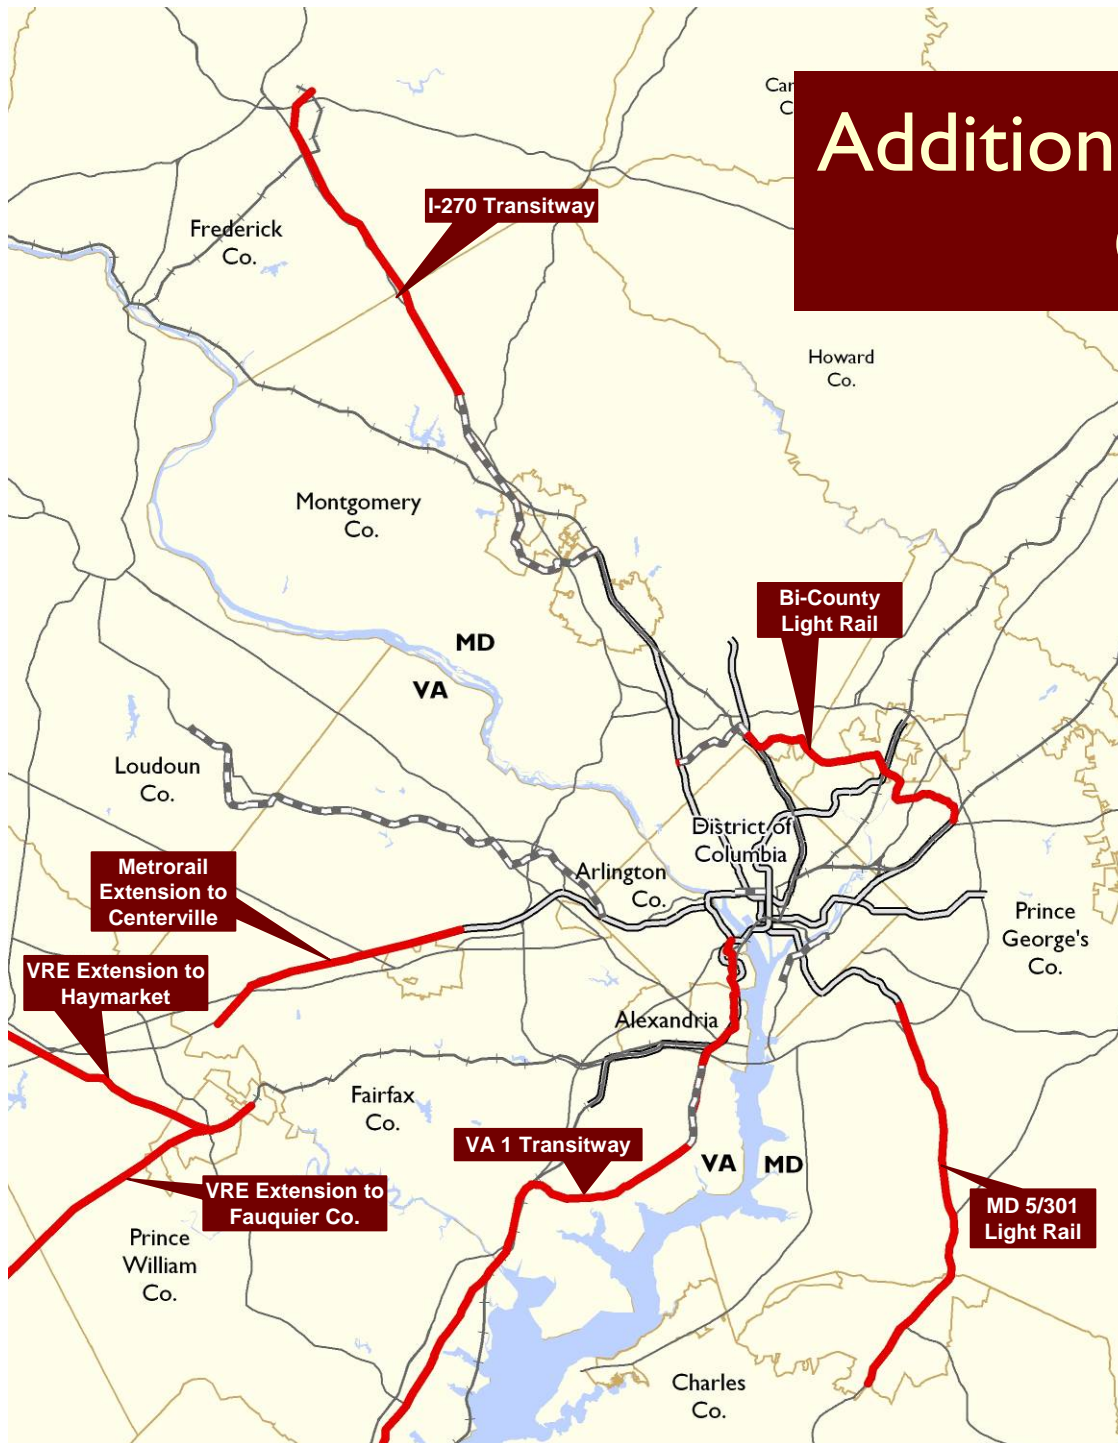 Addition
I-270 Transitway
Frederick
Co.
Howard
Co.
Montgomery
Co.
Bi-County
Light Rail
MD
VA
Loudoun
Co.
District of
Columbia
Metrorail
Extension to
Centerville
Arlington
Co.
Prince
George's
Co.
VRE Extension to
Haymarket
Alexandria
Fairfax
Co.
VA 1 Transitway
VA
MD
VRE Extension to
Fauquier Co.
MD 5/301
Light Rail
Prince
William
Co.
Charles
Co.